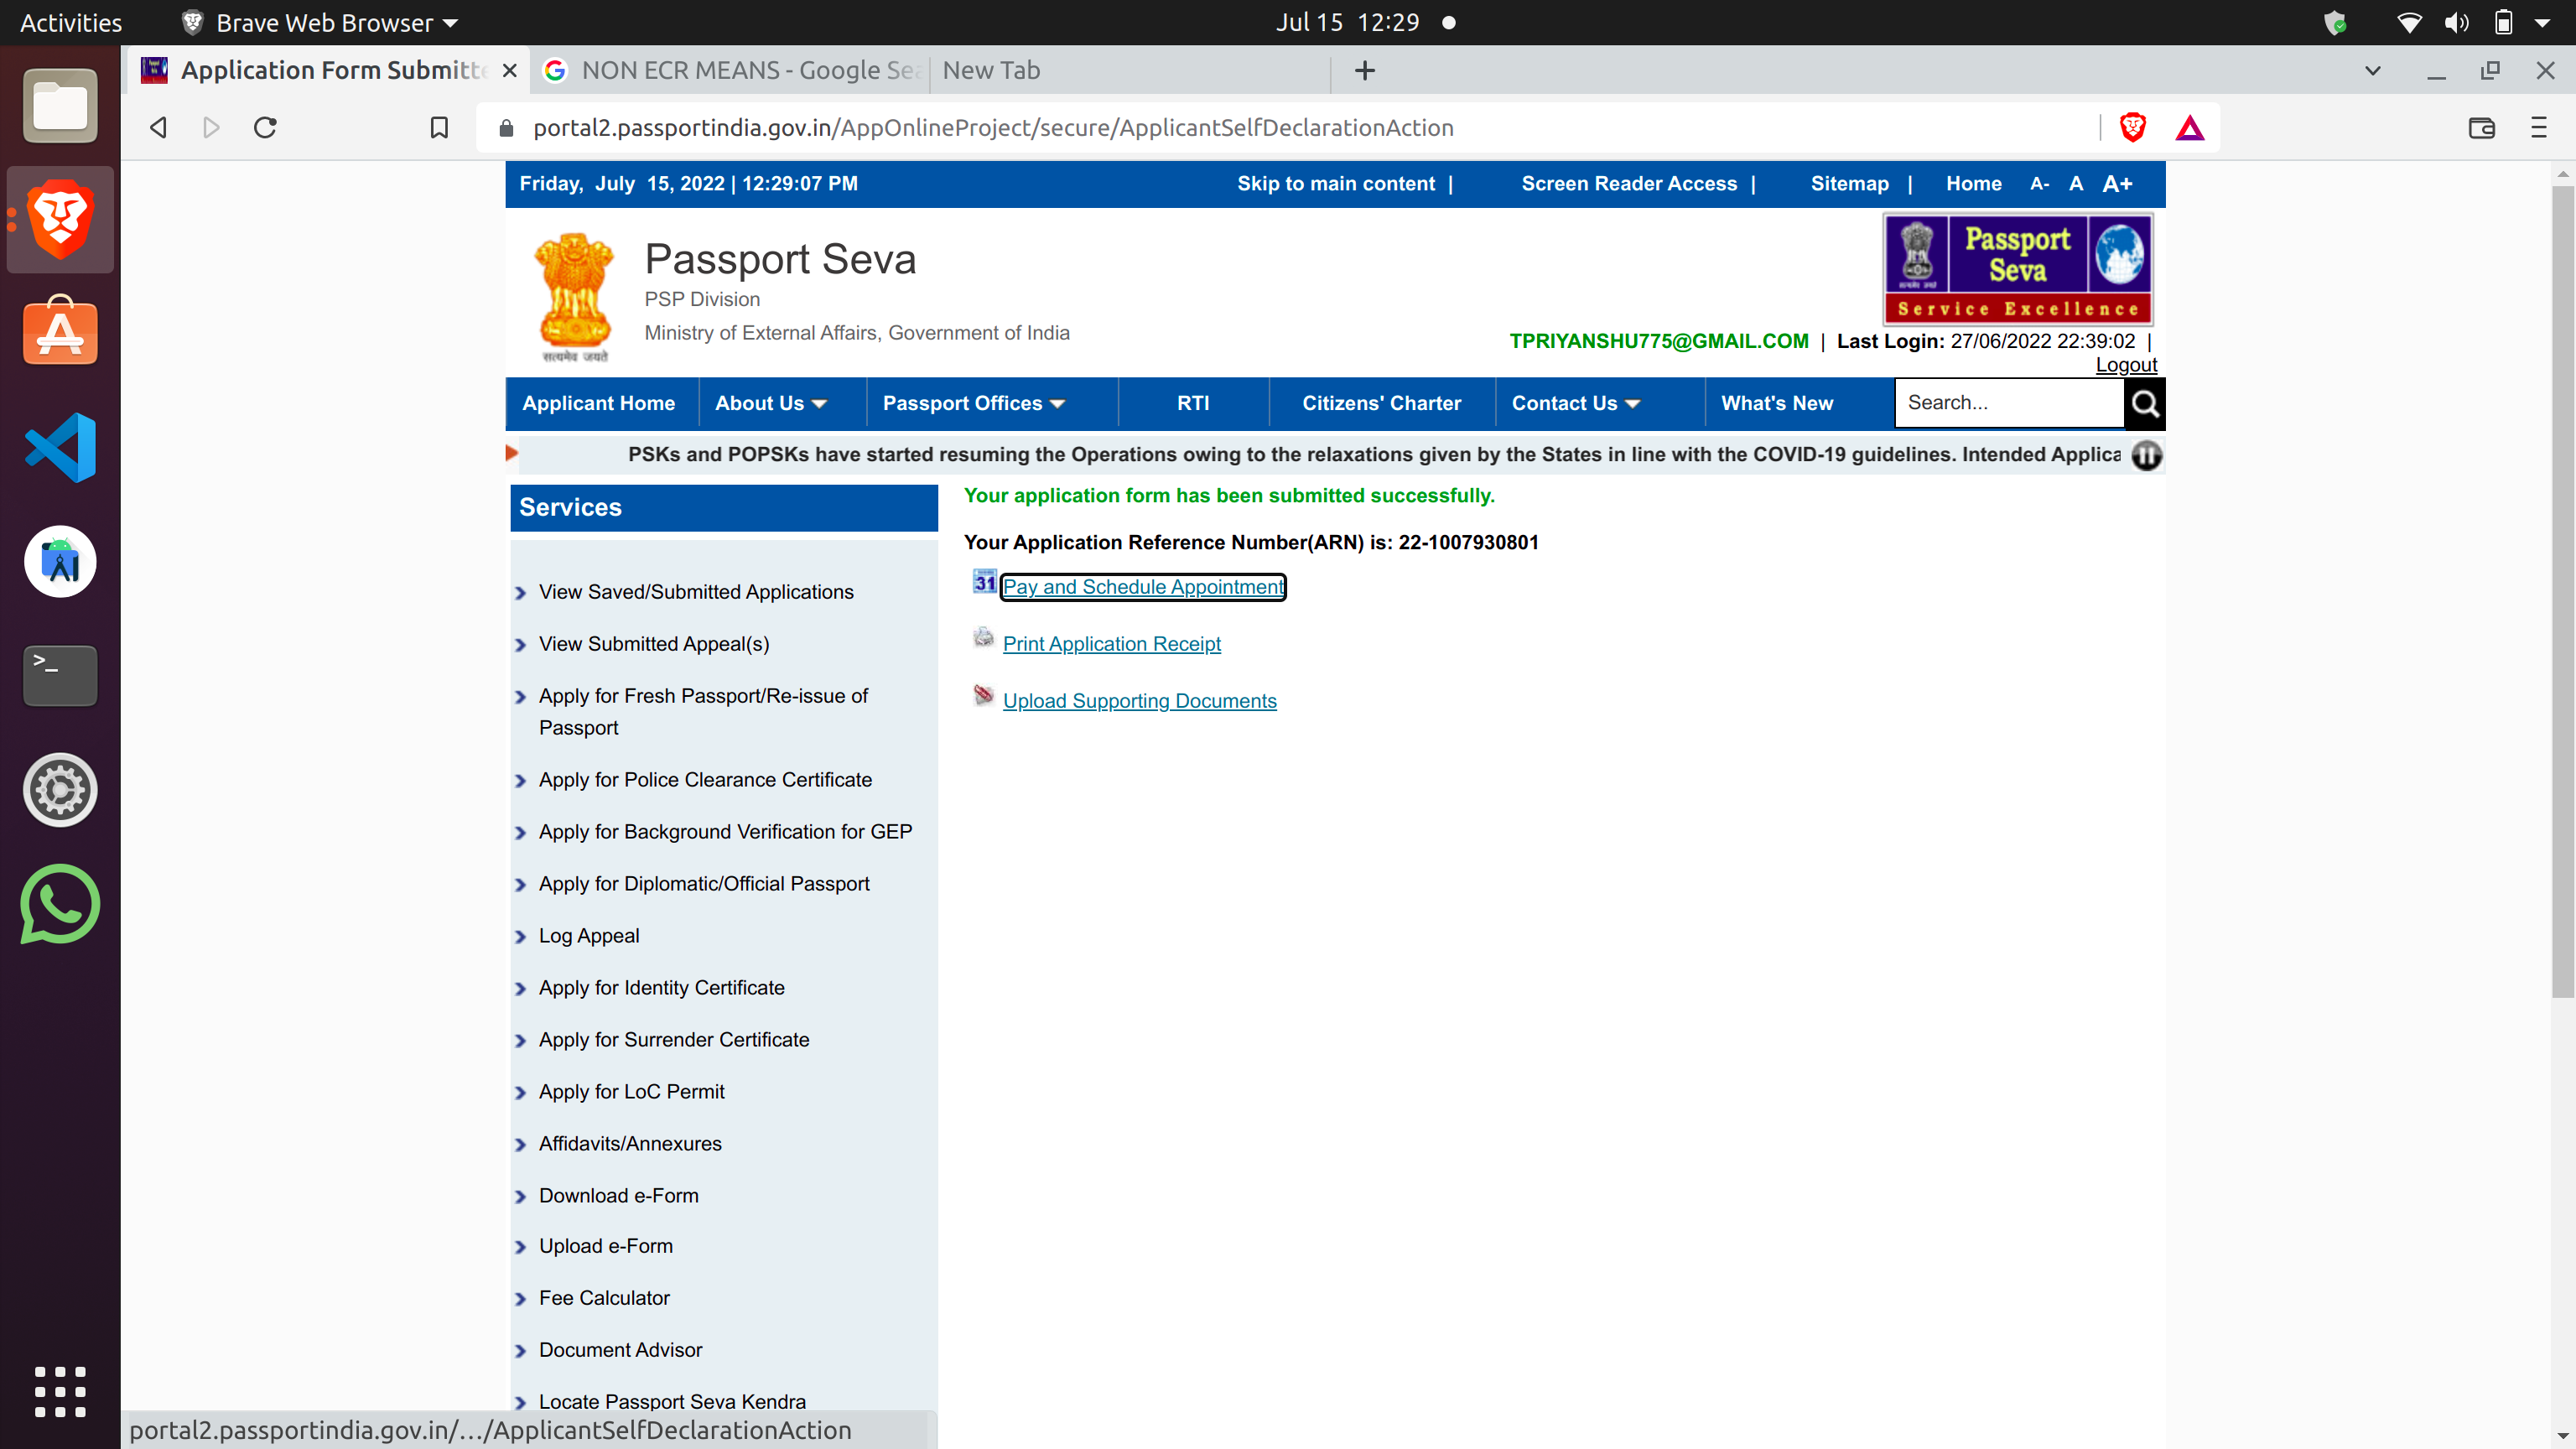 Activities
Brave Web Browser
Jul 15 12:29
Application Form Submitte
NON ECR MEANS - Google Sea
New Tab
portal2.passportindia.gov.in/AppOnlineProject/secure/ApplicantSelfDeclarationAction
Friday, July 15, 2022 | 12:29:07 PM
Skip to main content |
Screen Reader Access |
Sitemap |
Home
A- A A+
Passport Seva
PSP Division
Ministry of External Affairs, Government of India
सत्यमेव जयते
Passport
Seva
Service Excellence
TPRIYANSHU775@GMAIL.COM | Last Login: 27/06/2022 22:39:02 |
Logout
Applicant Home
About Us
Passport Offices
RTI
Citizens' Charter
Contact Us
What's New
Search...
PSKs and POPSKs have started resuming the Operations owing to the relaxations given by the States in line with the COVID-19 guidelines. Intended Applica
Services
View Saved/Submitted Applications
View Submitted Appeal(s)
Apply for Fresh Passport/Re-issue of
Passport
Apply for Police Clearance Certificate
Apply for Background Verification for GEP
Apply for Diplomatic/Official Passport
Log Appeal
Apply for Identity Certificate
Apply for Surrender Certificate
Apply for LoC Permit
Affidavits/Annexures
Download e-Form
Upload e-Form
Fee Calculator
Document Advisor
Locate Passport Seva Kendra
Your application form has been submitted successfully.
Your Application Reference Number(ARN) is: 22-1007930801
31 Pay and Schedule Appointment
Print Application Receipt
Upload Supporting Documents
portal2.passportindia.gov.in/…/ApplicantSelfDeclarationAction